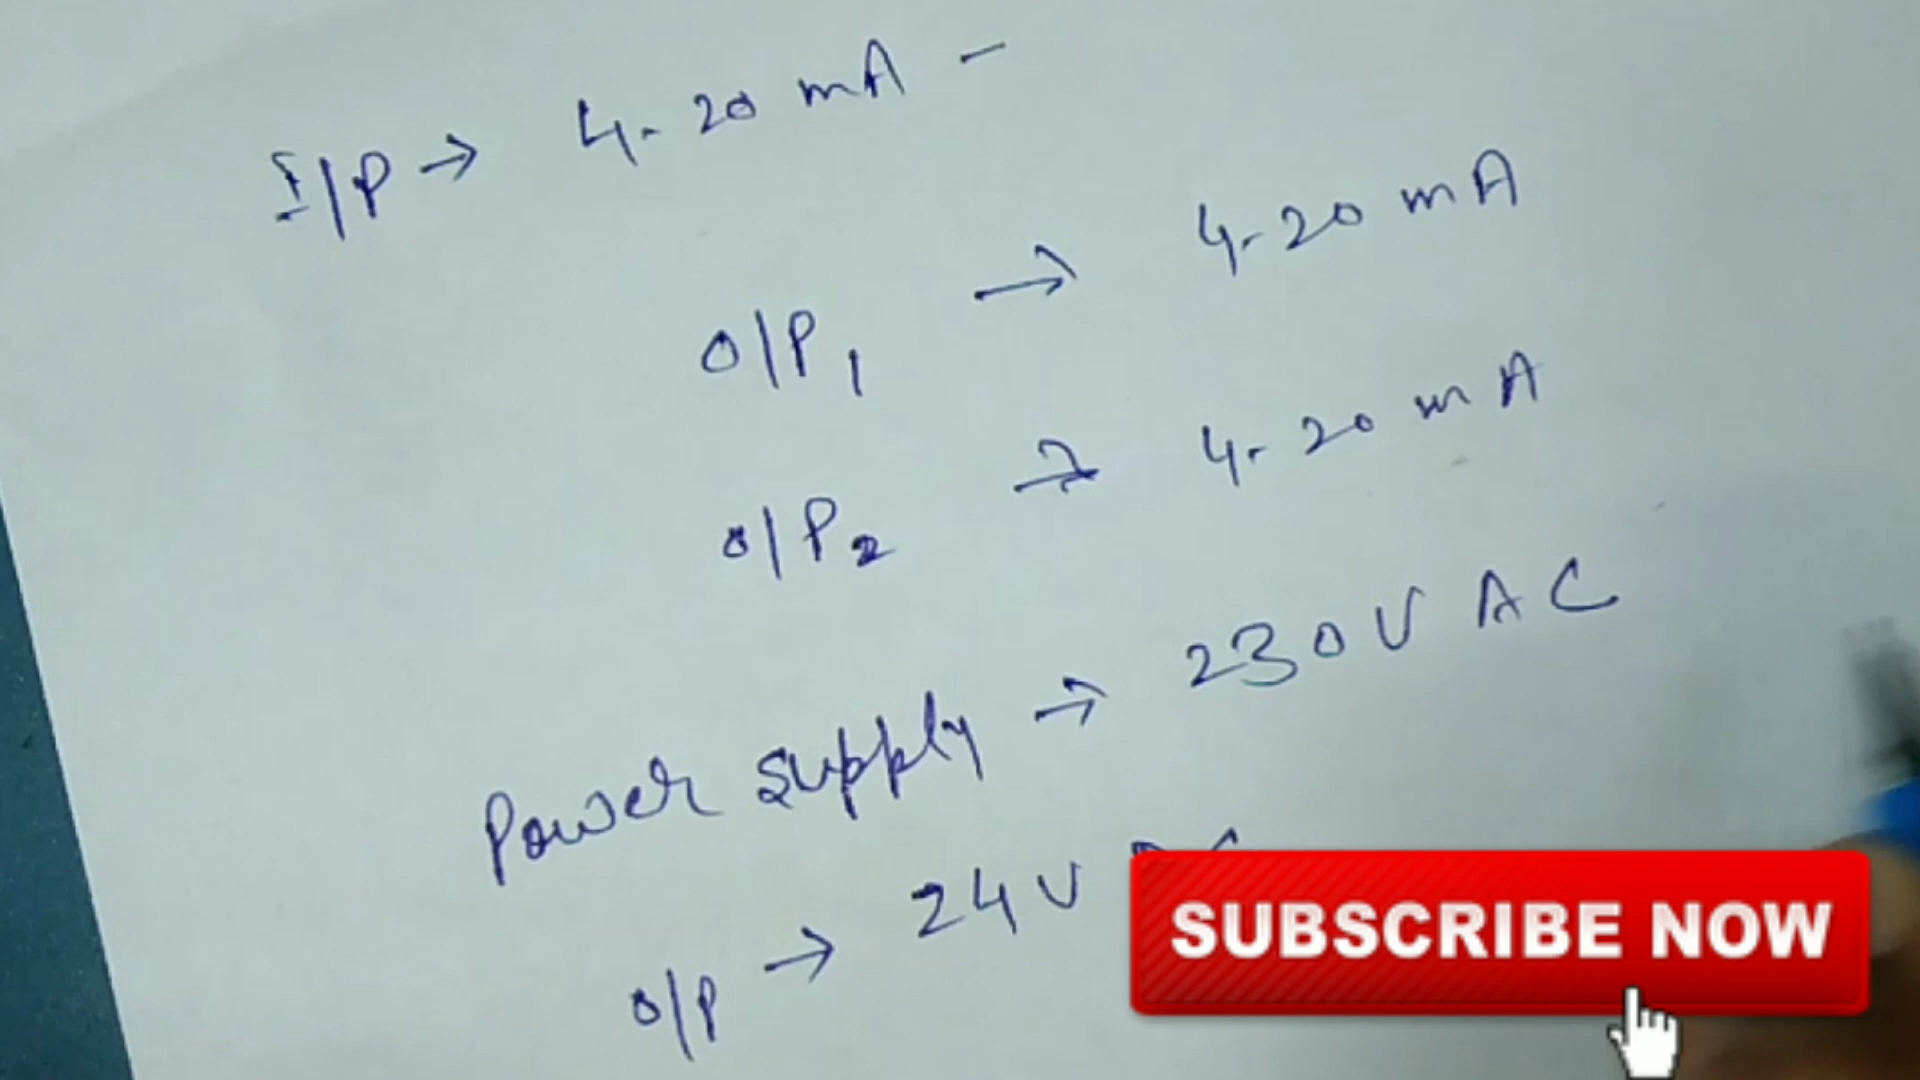 I/P → 4-20 mA –
O/P1 → 4-20 mA
O/P2 → 4-20 mA
Power supply → 230V AC
O/P → 24V
SUBSCRIBE NOW